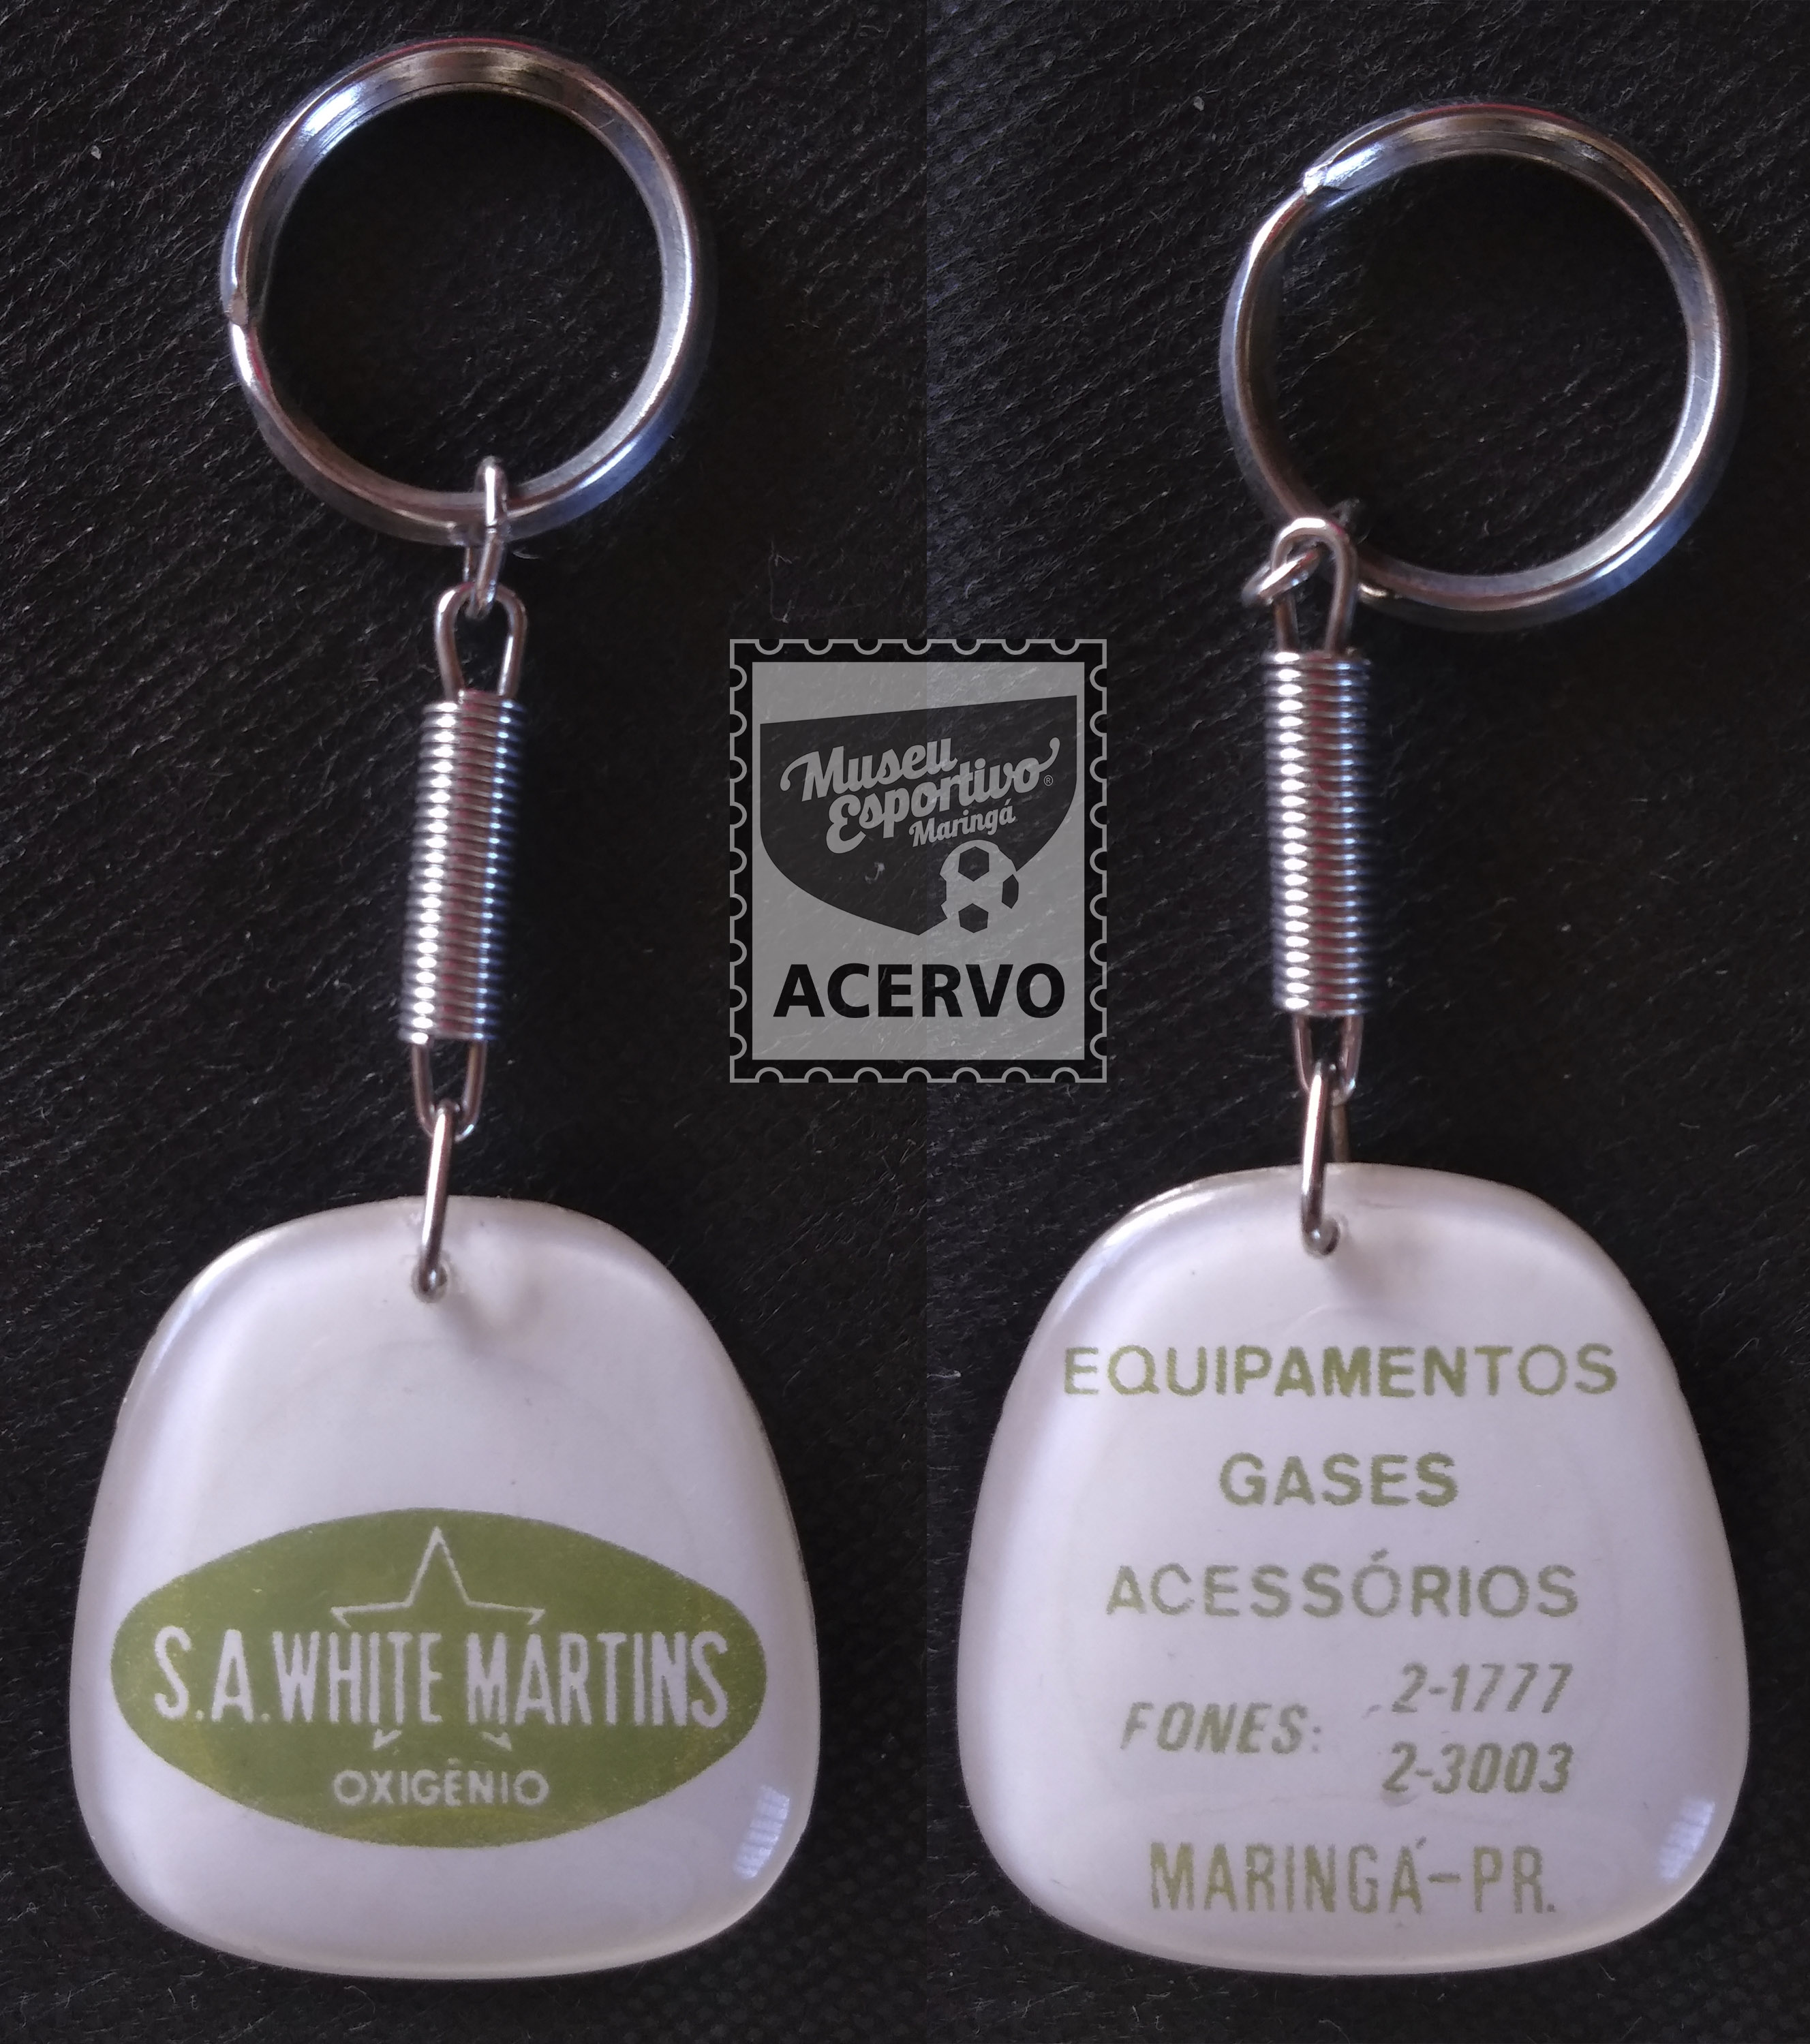 Museu
Esportivo®
Maringá
ACERVO
S.A. WHITE MARTINS
OXIGÊNIO
EQUIPAMENTOS
GASES
ACESSÓRIOS
FONES: 2-1777
2-3003
MARINGÁ-PR.